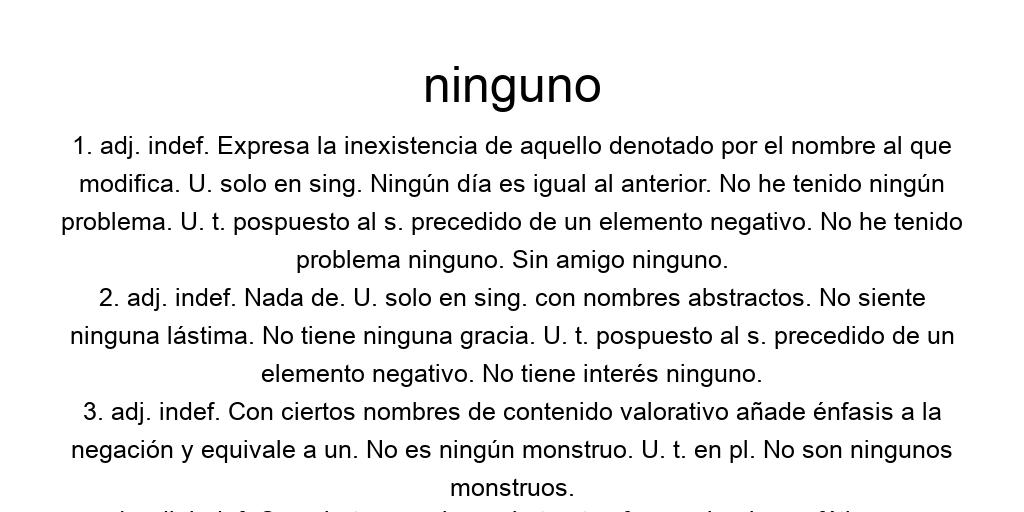 ninguno
1. adj. indef. Expresa la inexistencia de aquello denotado por el nombre al que
modifica. U. solo en sing. Ningún día es igual al anterior. No he tenido ningún
problema. U. t. pospuesto al s. precedido de un elemento negativo. No he tenido
problema ninguno. Sin amigo ninguno.
2. adj. indef. Nada de. U. solo en sing. con nombres abstractos. No siente
ninguna lástima. No tiene ninguna gracia. U. t. pospuesto al s. precedido de un
elemento negativo. No tiene interés ninguno.
3. adj. indef. Con ciertos nombres de contenido valorativo añade énfasis a la
negación y equivale a un. No es ningún monstruo. U. t. en pl. No son ningunos
monstruos.